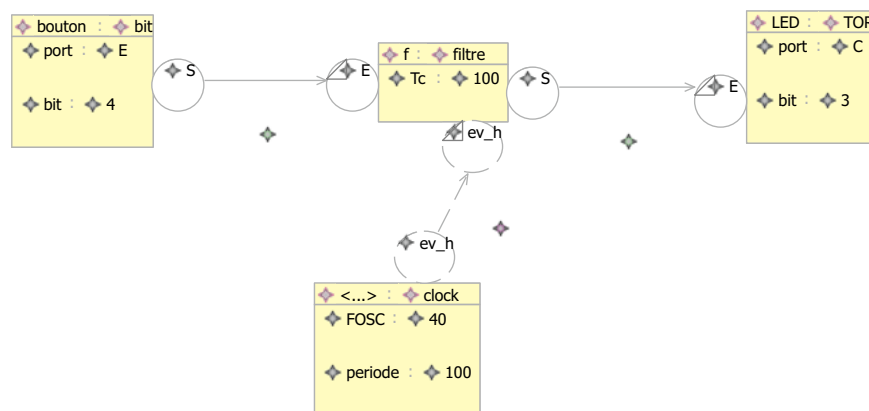 bouton : bit
port : E
bit : 4
S
E
f : filtre
Tc : 100
S
ev_h
E
LED : TOR
port : C
bit : 3
ev_h
<...> : clock
FOSC : 40
periode : 100